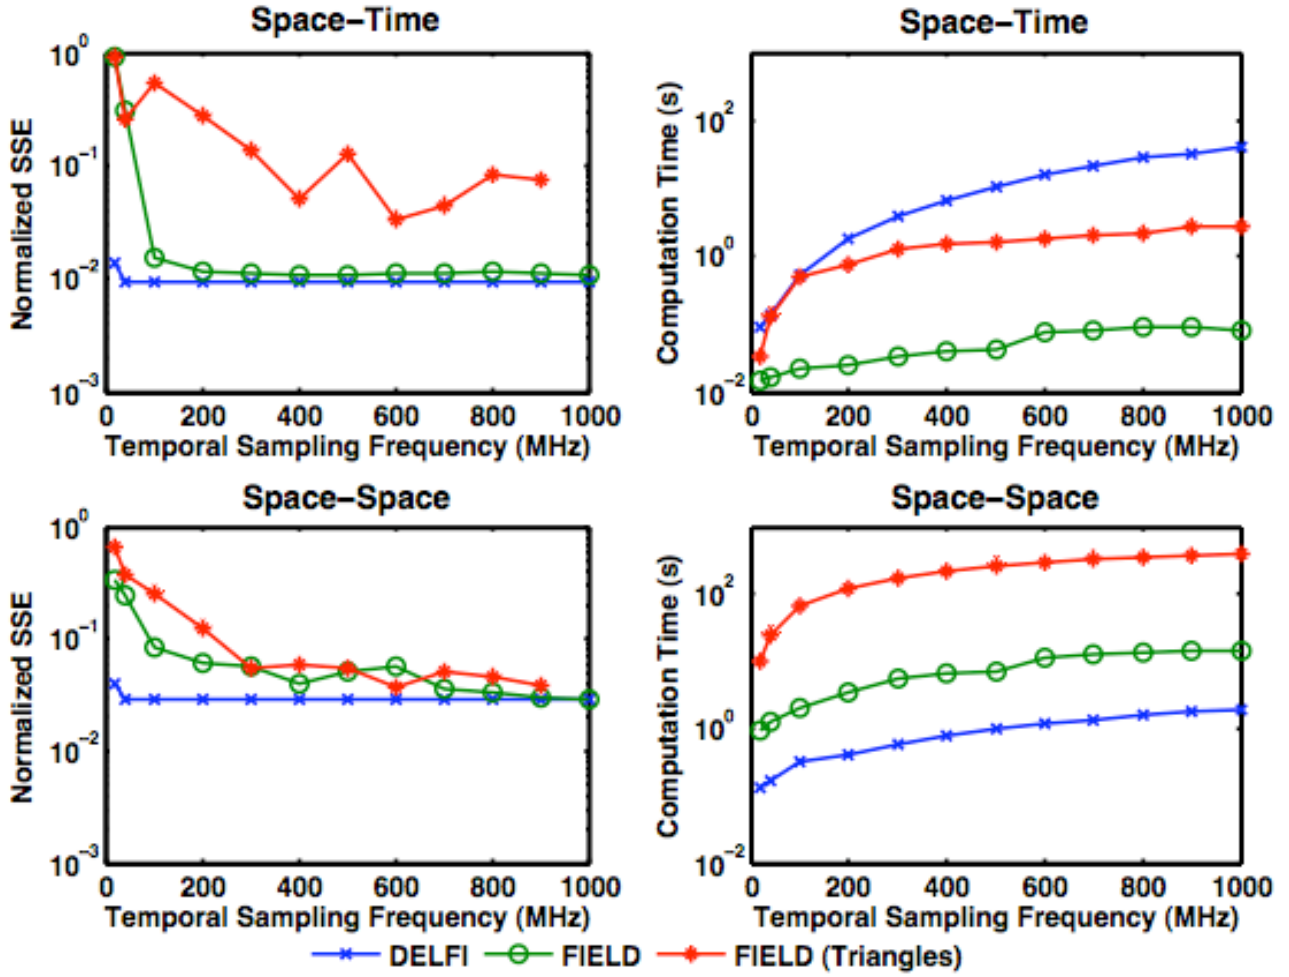 Space–Time
Normalized SSE
10^0
10^-1
10^-2
10^-3
0 200 400 600 800 1000
Temporal Sampling Frequency (MHz)
Space–Time
Computation Time (s)
10^2
10^0
10^-2
0 200 400 600 800 1000
Temporal Sampling Frequency (MHz)
Space–Space
Normalized SSE
10^0
10^-1
10^-2
10^-3
0 200 400 600 800 1000
Temporal Sampling Frequency (MHz)
Space–Space
Computation Time (s)
10^2
10^0
10^-2
0 200 400 600 800 1000
Temporal Sampling Frequency (MHz)
DELFI FIELD FIELD (Triangles)